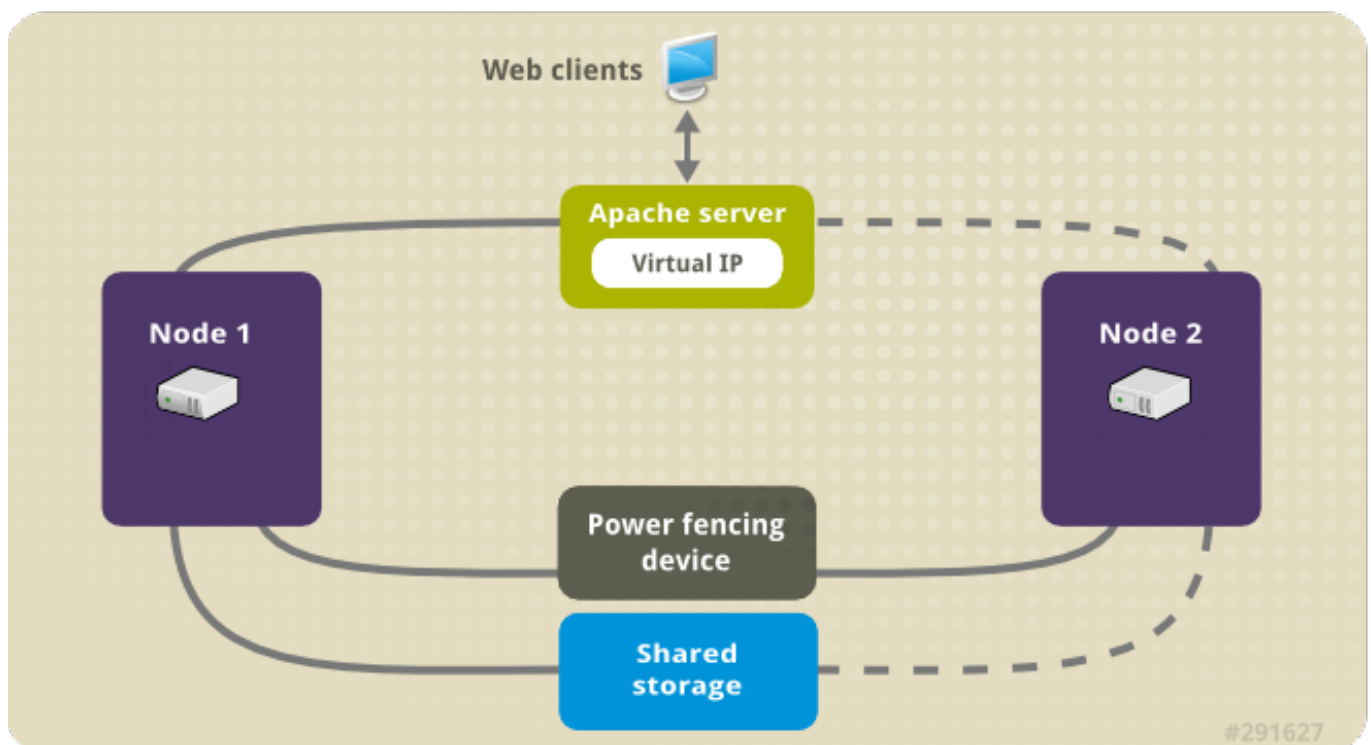 Web clients
Apache server
Virtual IP
Node 1
Node 2
Power fencing
device
Shared
storage
#291627